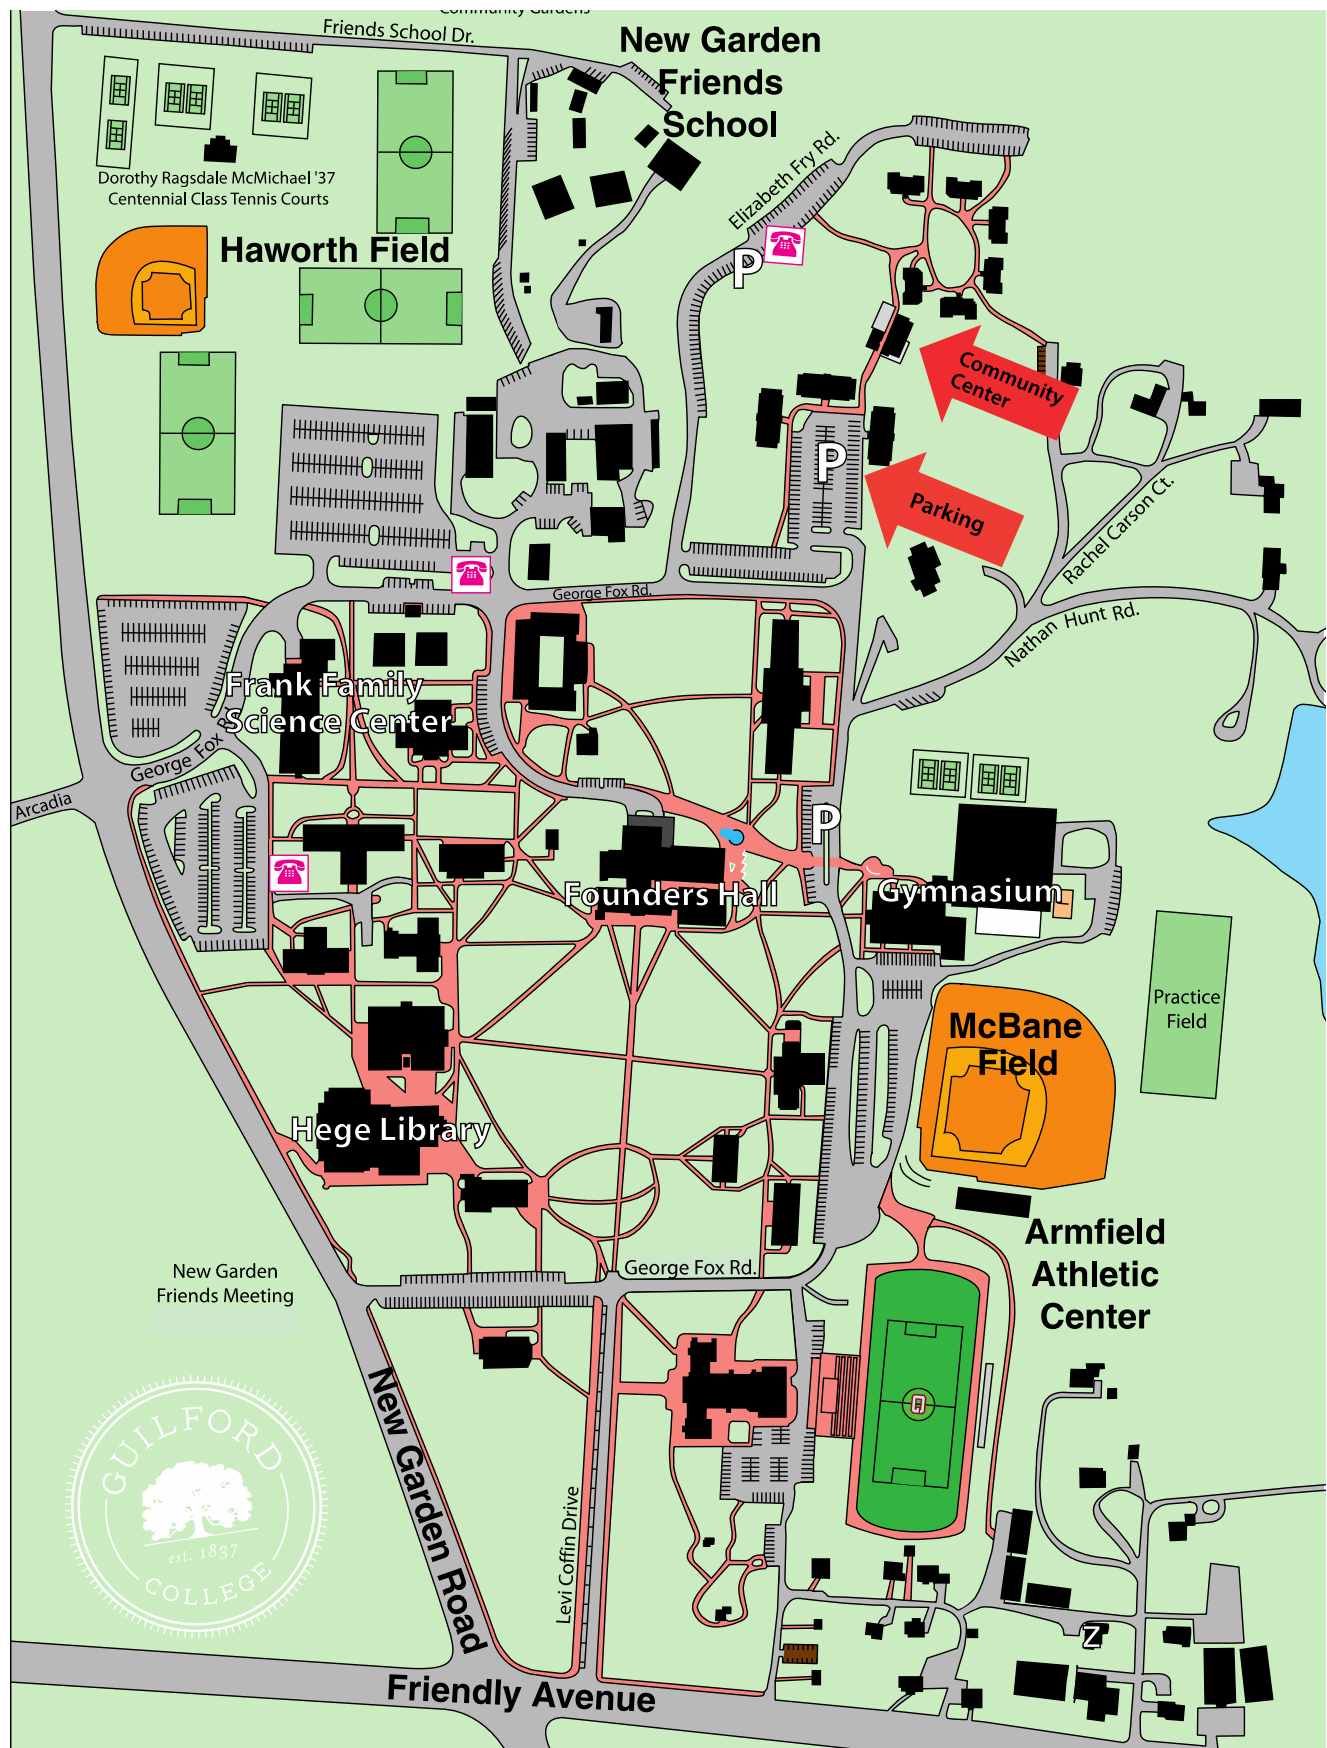 Community Gardens
Friends School Dr.
New Garden
Friends
School
Dorothy Ragsdale McMichael '37
Centennial Class Tennis Courts
Elizabeth Fry Rd.
Haworth Field
P
Community
Center
P
Parking
Rachel Carson Ct.
George Fox Rd.
Nathan Hunt Rd.
Frank Family
Science Center
George Fox R
Arcadia
P
Founders Hall
Gymnasium
Practice
Field
McBane
Field
Hege Library
Armfield
Athletic
Center
George Fox Rd.
New Garden
Friends Meeting
New Garden Road
GUILFORD
est. 1837
COLLEGE
Levi Coffin Drive
Z
Friendly Avenue